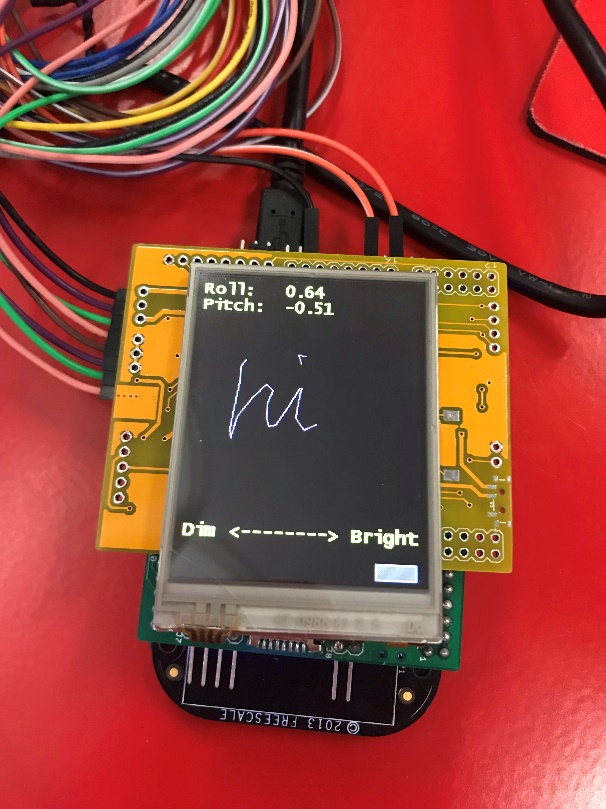 Roll: 0.64
Pitch: -0.51
hi
Dim <--------> Bright
© 2013 FREESCALE